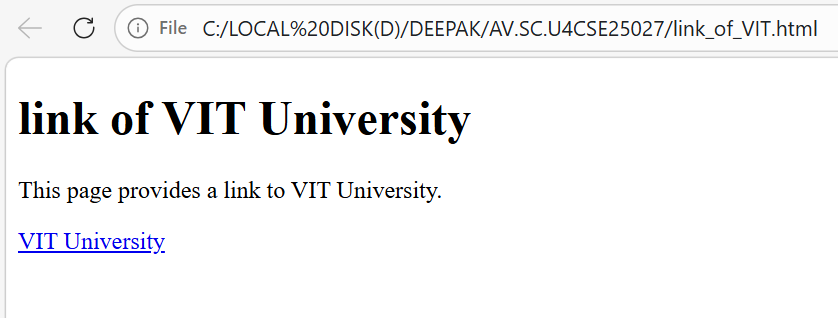 File C:/LOCAL%20DISK(D)/DEEPAK/AV.SC.U4CSE25027/link_of_VIT.html
link of VIT University
This page provides a link to VIT University.
VIT University